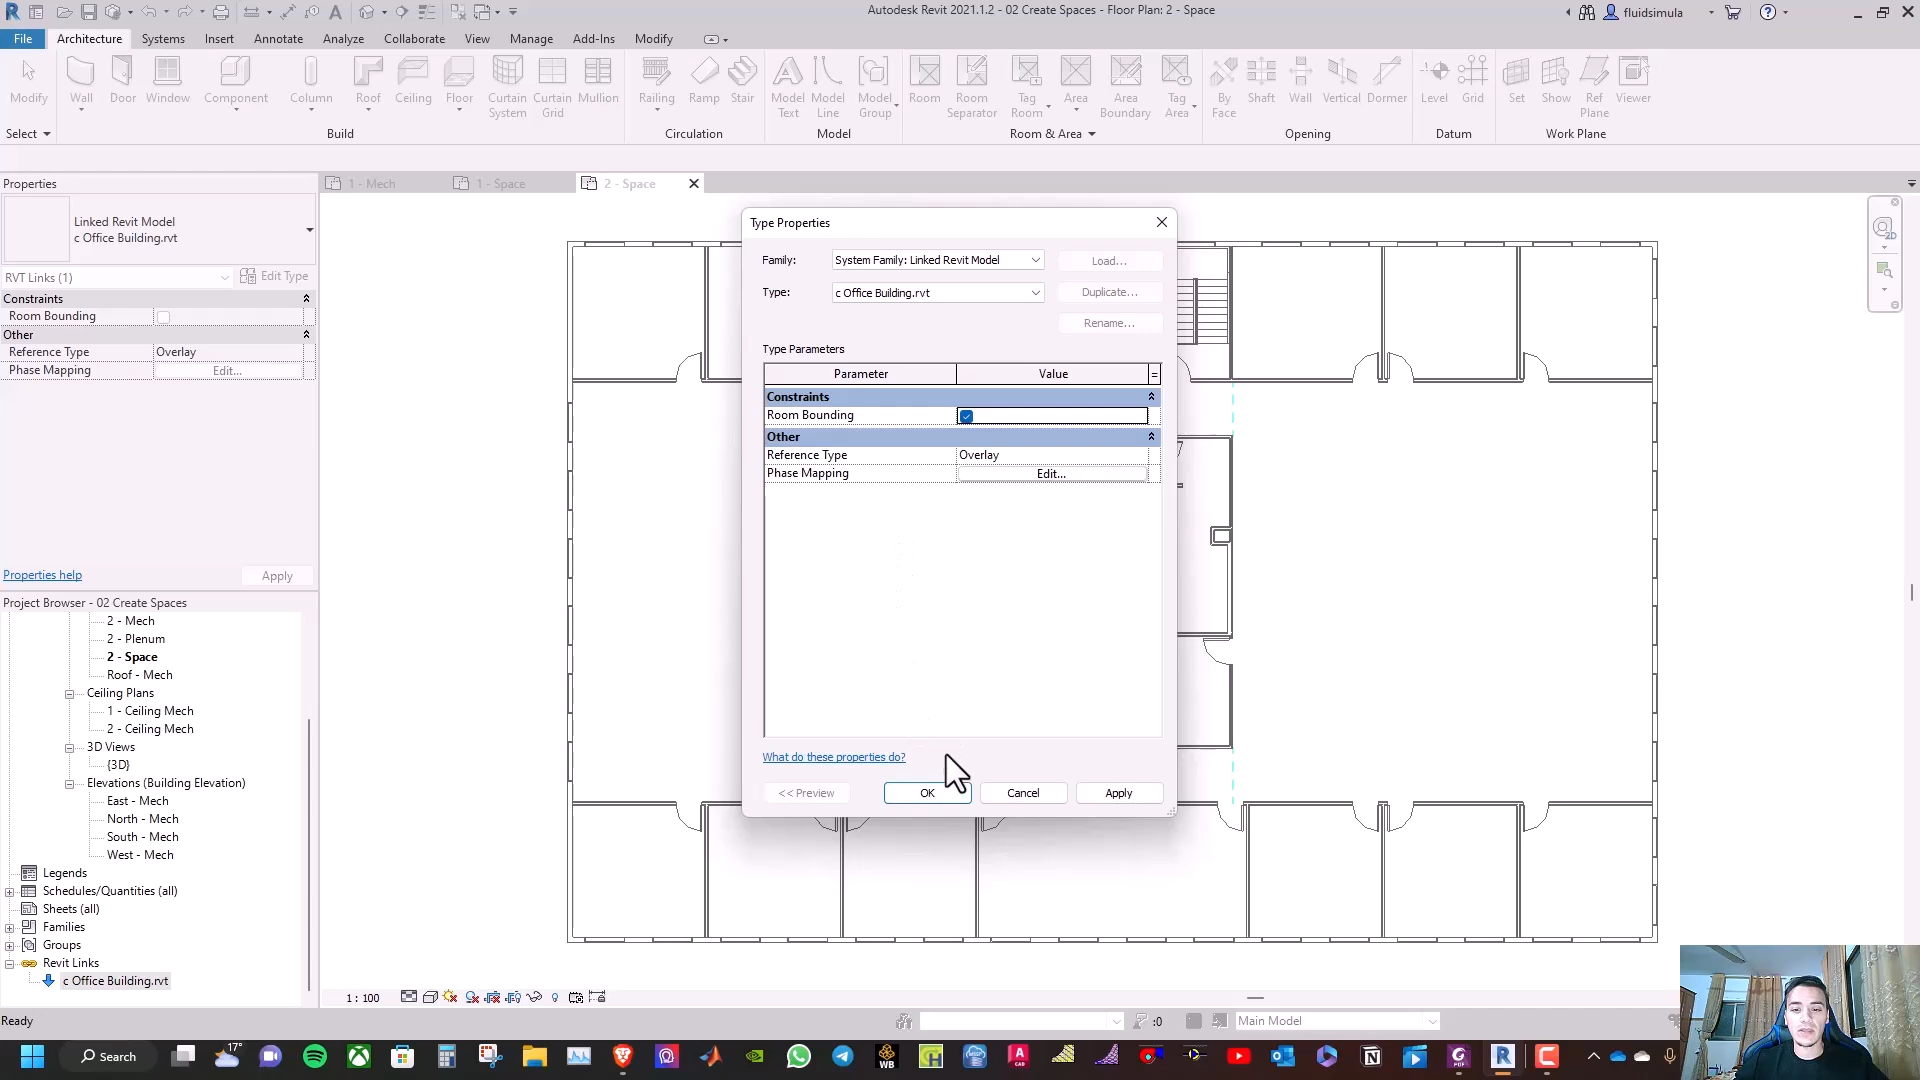 Autodesk Revit 2021.1.2 - 02 Create Spaces - Floor Plan: 2 - Space
fluidsimula
File
Architecture
Systems
Insert
Annotate
Analyze
Collaborate
View
Manage
Add-Ins
Modify
Modify
Wall
Door
Window
Component
Column
Roof
Ceiling
Floor
Curtain
System
Curtain
Grid
Mullion
Railing
Ramp
Stair
Model
Text
Model
Line
Model
Group
Room
Room
Separator
Tag
Room
Area
Area
Boundary
Tag
Area
By
Face
Shaft
Wall
Vertical
Dormer
Level
Grid
Set
Show
Ref
Plane
Viewer
Select
Build
Circulation
Model
Room & Area
Opening
Datum
Work Plane
Properties
1 - Mech
1 - Space
2 - Space
Linked Revit Model
c Office Building.rvt
RVT Links (1)
Edit Type
Constraints
Room Bounding
Other
Reference Type
Overlay
Phase Mapping
Edit...
Properties help
Apply
Type Properties
Family:
System Family: Linked Revit Model
Load...
Type:
c Office Building.rvt
Duplicate...
Rename...
Type Parameters
Parameter
Value
=
Constraints
Room Bounding
Other
Reference Type
Overlay
Phase Mapping
Edit...
What do these properties do?
<< Preview
OK
Cancel
Apply
Project Browser - 02 Create Spaces
2 - Mech
2 - Plenum
2 - Space
Roof - Mech
Ceiling Plans
1 - Ceiling Mech
2 - Ceiling Mech
3D Views
{3D}
Elevations (Building Elevation)
East - Mech
North - Mech
South - Mech
West - Mech
Legends
Schedules/Quantities (all)
Sheets (all)
Families
Groups
Revit Links
c Office Building.rvt
1 : 100
Ready
:0
Main Model
Search
17°
WB